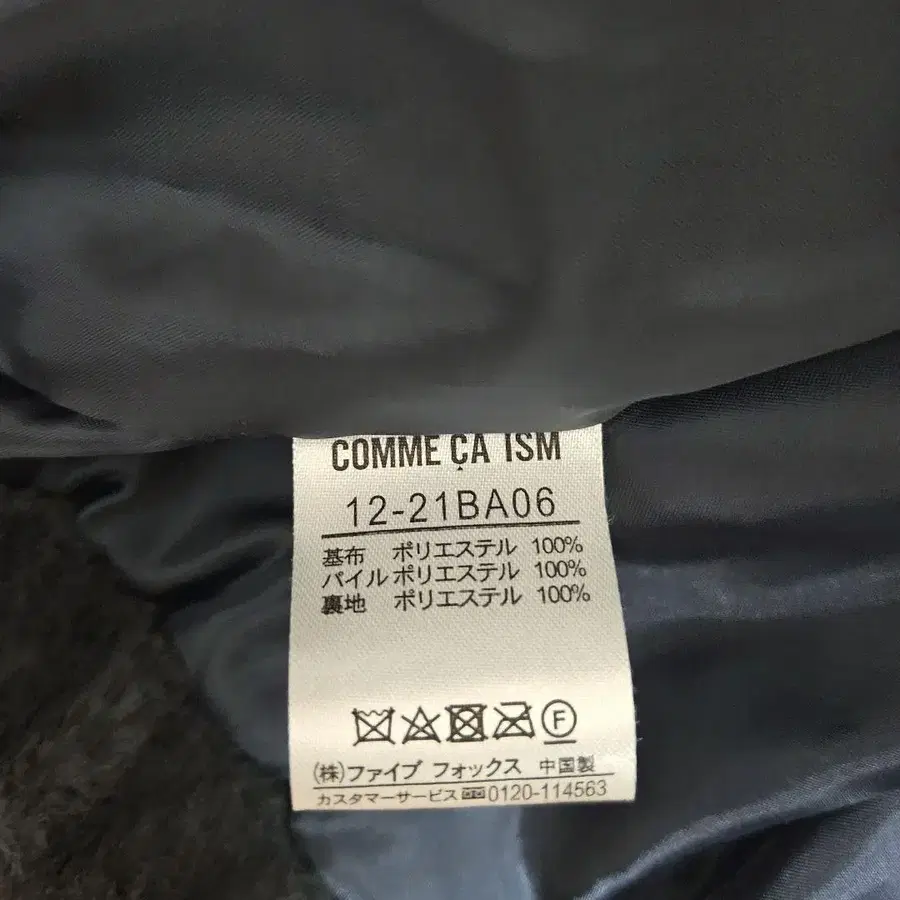 COMME ÇA ISM
12-21BA06
基布 ポリエステル 100%
パイル ポリエステル 100%
裏地 ポリエステル 100%
F
(株)ファイブ フォックス 中国製
カスタマーサービス 0120-114563